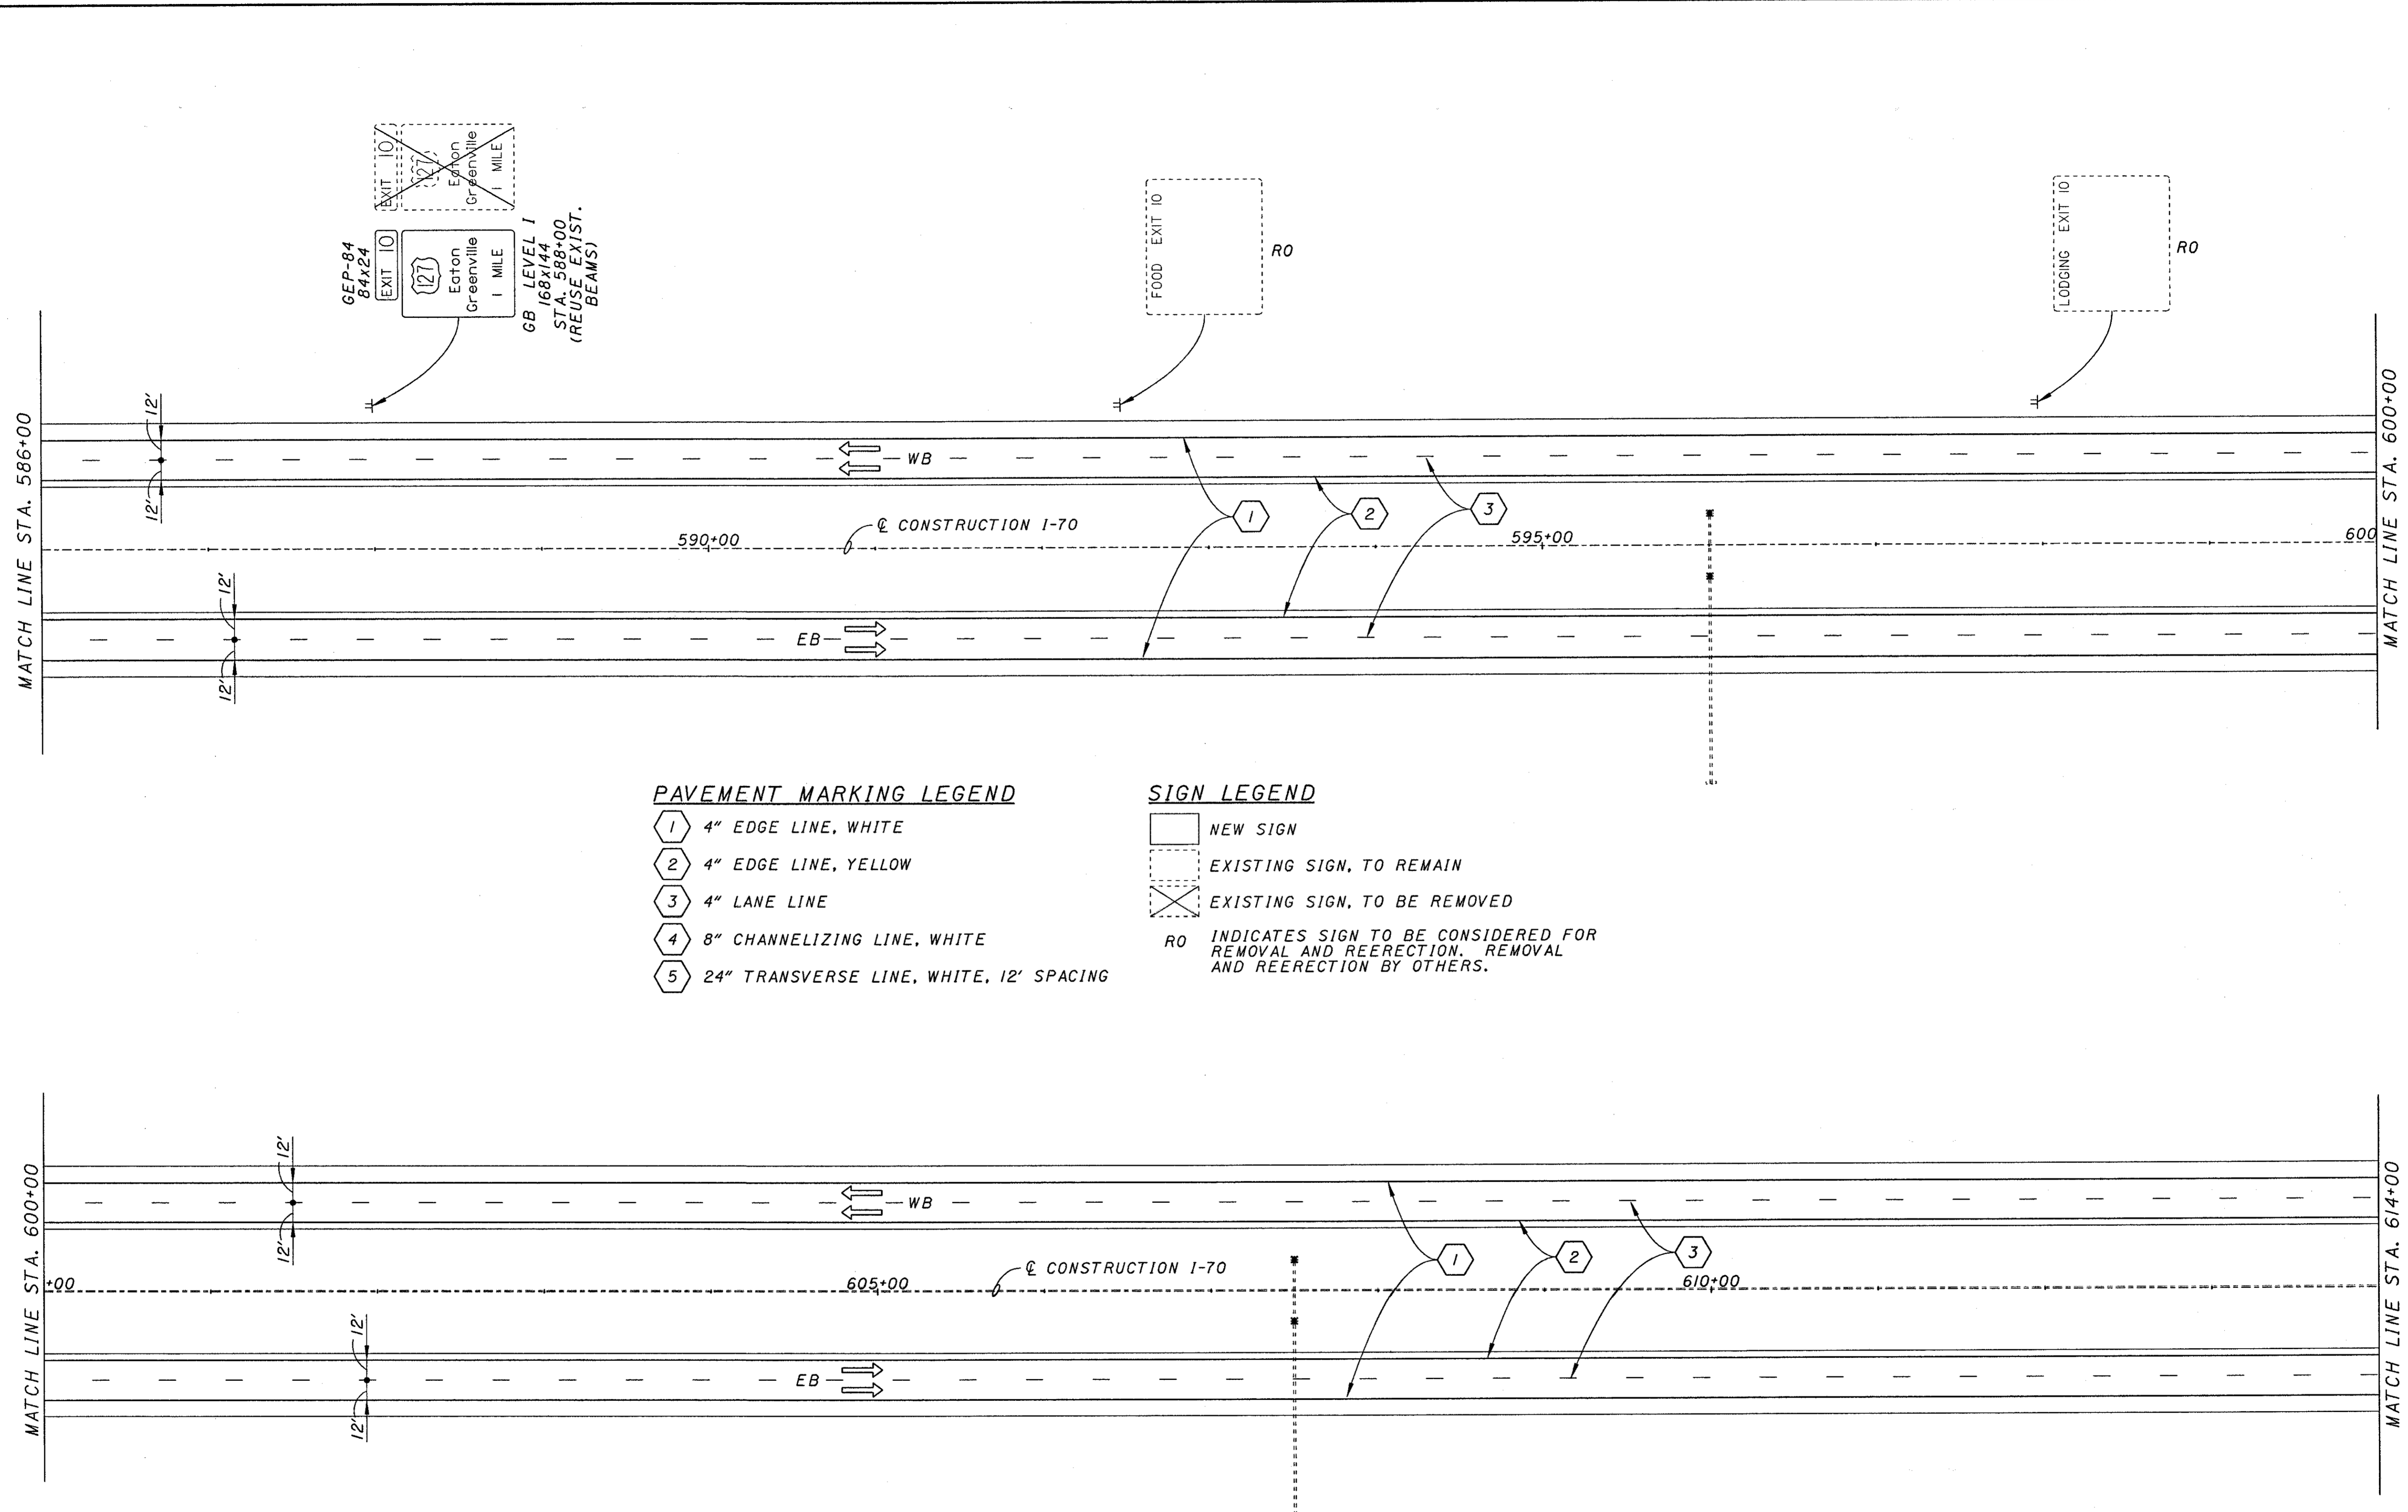 EXIT 10
127
Eaton
Greenville
1 MILE
GEP-84
84x24
EXIT 10
127
Eaton
Greenville
1 MILE
GB LEVEL I
168x144
STA. 588+00
(REUSE EXIST.
BEAMS)
FOOD EXIT 10
RO
LODGING EXIT 10
RO
MATCH LINE STA. 586+00
MATCH LINE STA. 600+00
12'
12'
WB
1
2
3
℄ CONSTRUCTION I-70
590+00
595+00
600
12'
12'
EB
PAVEMENT MARKING LEGEND
1 4" EDGE LINE, WHITE
2 4" EDGE LINE, YELLOW
3 4" LANE LINE
4 8" CHANNELIZING LINE, WHITE
5 24" TRANSVERSE LINE, WHITE, 12' SPACING
SIGN LEGEND
NEW SIGN
EXISTING SIGN, TO REMAIN
EXISTING SIGN, TO BE REMOVED
RO INDICATES SIGN TO BE CONSIDERED FOR
REMOVAL AND REERECTION. REMOVAL
AND REERECTION BY OTHERS.
MATCH LINE STA. 600+00
MATCH LINE STA. 614+00
12'
12'
WB
1
2
3
℄ CONSTRUCTION I-70
+00
605+00
610+00
12'
12'
EB